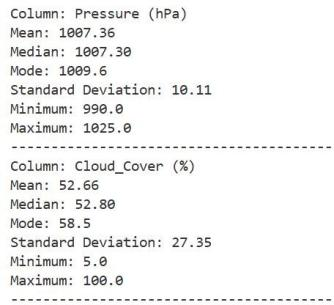 Column: Pressure (hPa)
Mean: 1007.36
Median: 1007.30
Mode: 1009.6
Standard Deviation: 10.11
Minimum: 990.0
Maximum: 1025.0
----------------------------------------
Column: Cloud_Cover (%)
Mean: 52.66
Median: 52.80
Mode: 58.5
Standard Deviation: 27.35
Minimum: 5.0
Maximum: 100.0
----------------------------------------